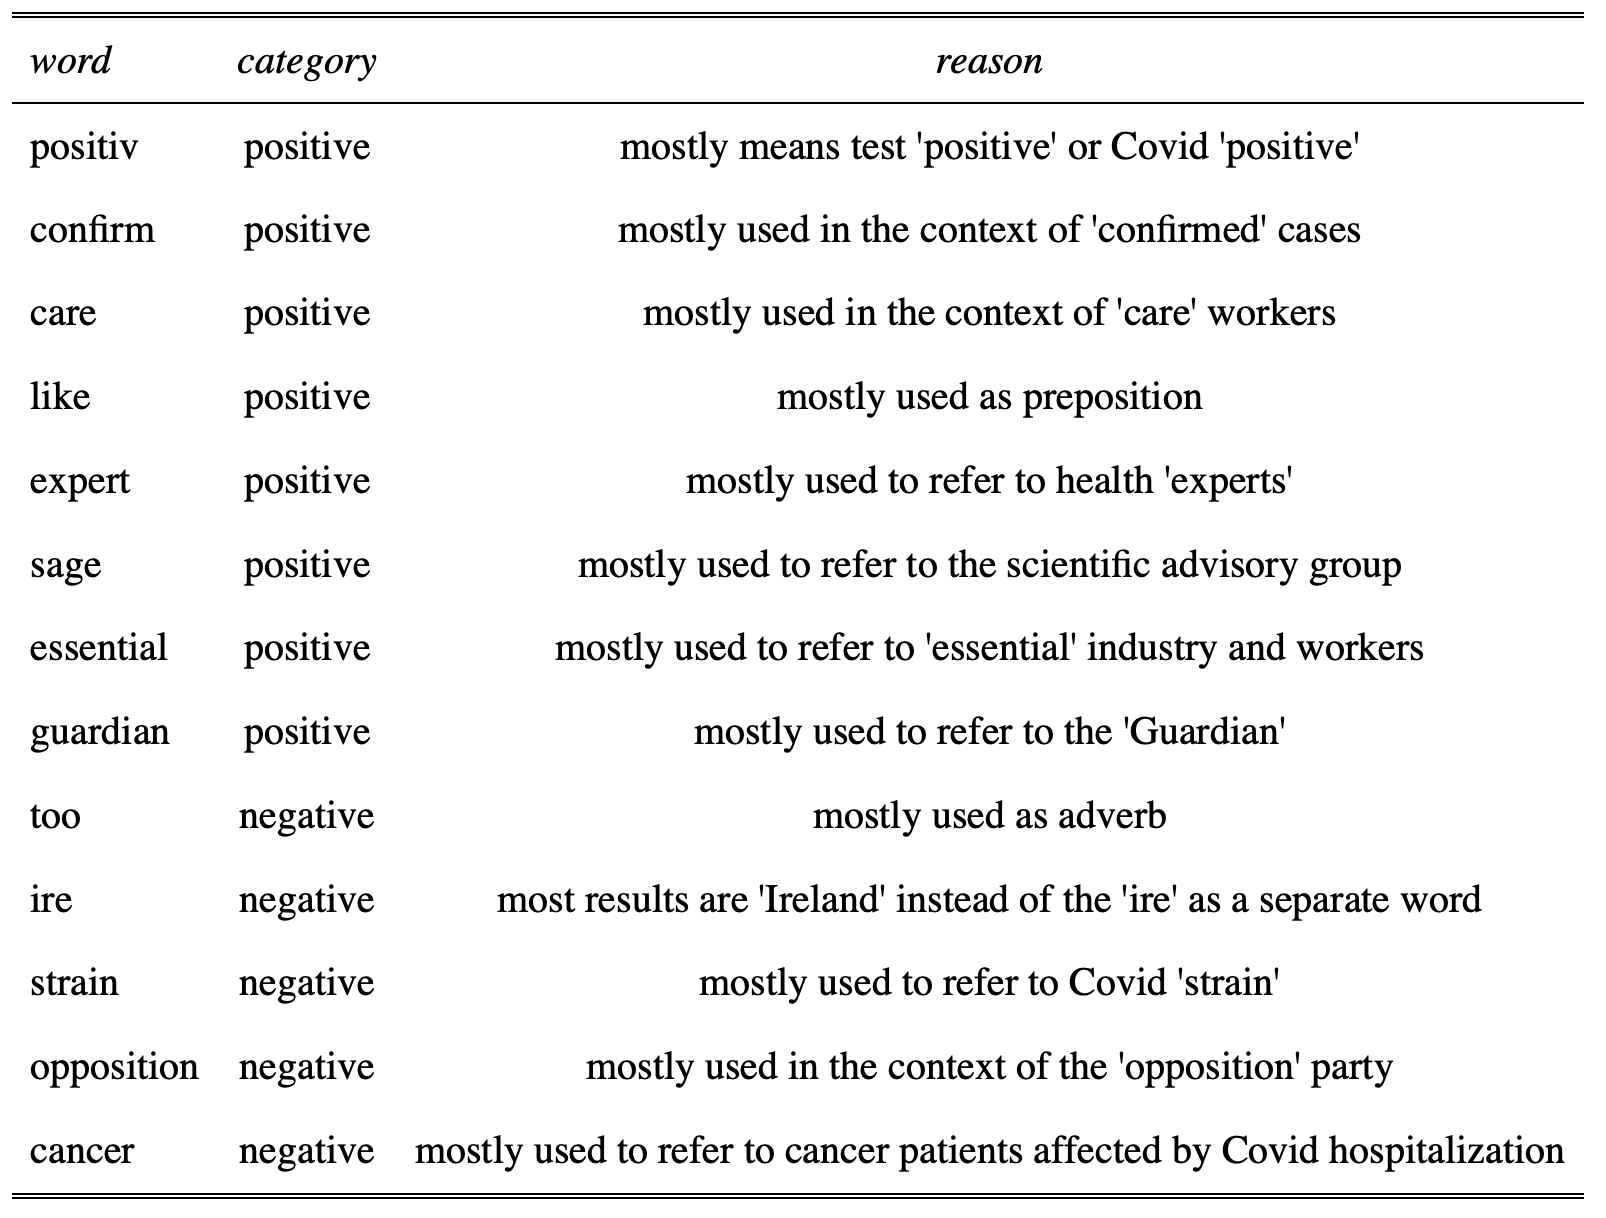 word category reason
positiv positive mostly means test 'positive' or Covid 'positive'
confirm positive mostly used in the context of 'confirmed' cases
care positive mostly used in the context of 'care' workers
like positive mostly used as preposition
expert positive mostly used to refer to health 'experts'
sage positive mostly used to refer to the scientific advisory group
essential positive mostly used to refer to 'essential' industry and workers
guardian positive mostly used to refer to the 'Guardian'
too negative mostly used as adverb
ire negative most results are 'Ireland' instead of the 'ire' as a separate word
strain negative mostly used to refer to Covid 'strain'
opposition negative mostly used in the context of the 'opposition' party
cancer negative mostly used to refer to cancer patients affected by Covid hospitalization